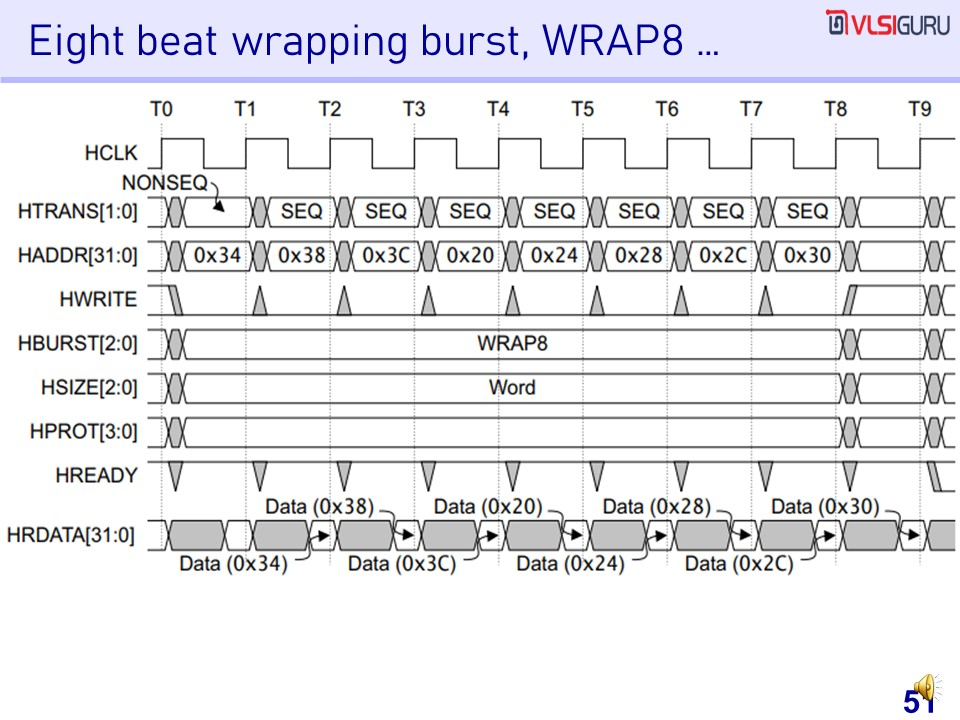 Eight beat wrapping burst, WRAP8 ...
VLSIGURU
T0 T1 T2 T3 T4 T5 T6 T7 T8 T9
HCLK
NONSEQ
HTRANS[1:0] SEQ SEQ SEQ SEQ SEQ SEQ SEQ
HADDR[31:0] 0x34 0x38 0x3C 0x20 0x24 0x28 0x2C 0x30
HWRITE
HBURST[2:0] WRAP8
HSIZE[2:0] Word
HPROT[3:0]
HREADY
Data (0x38) Data (0x20) Data (0x28) Data (0x30)
HRDATA[31:0]
Data (0x34) Data (0x3C) Data (0x24) Data (0x2C)
51